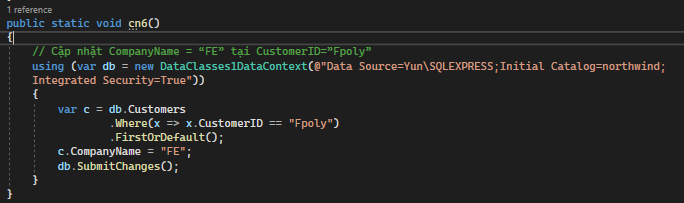 1 reference
public static void cn6()
{
// Cập nhật CompanyName = “FE” tại CustomerID=”Fpoly”
using (var db = new DataClasses1DataContext(@"Data Source=Yun\SQLEXPRESS;Initial Catalog=northwind;
Integrated Security=True"))
{
var c = db.Customers
.Where(x => x.CustomerID == "Fpoly")
.FirstOrDefault();
c.CompanyName = "FE";
db.SubmitChanges();
}
}